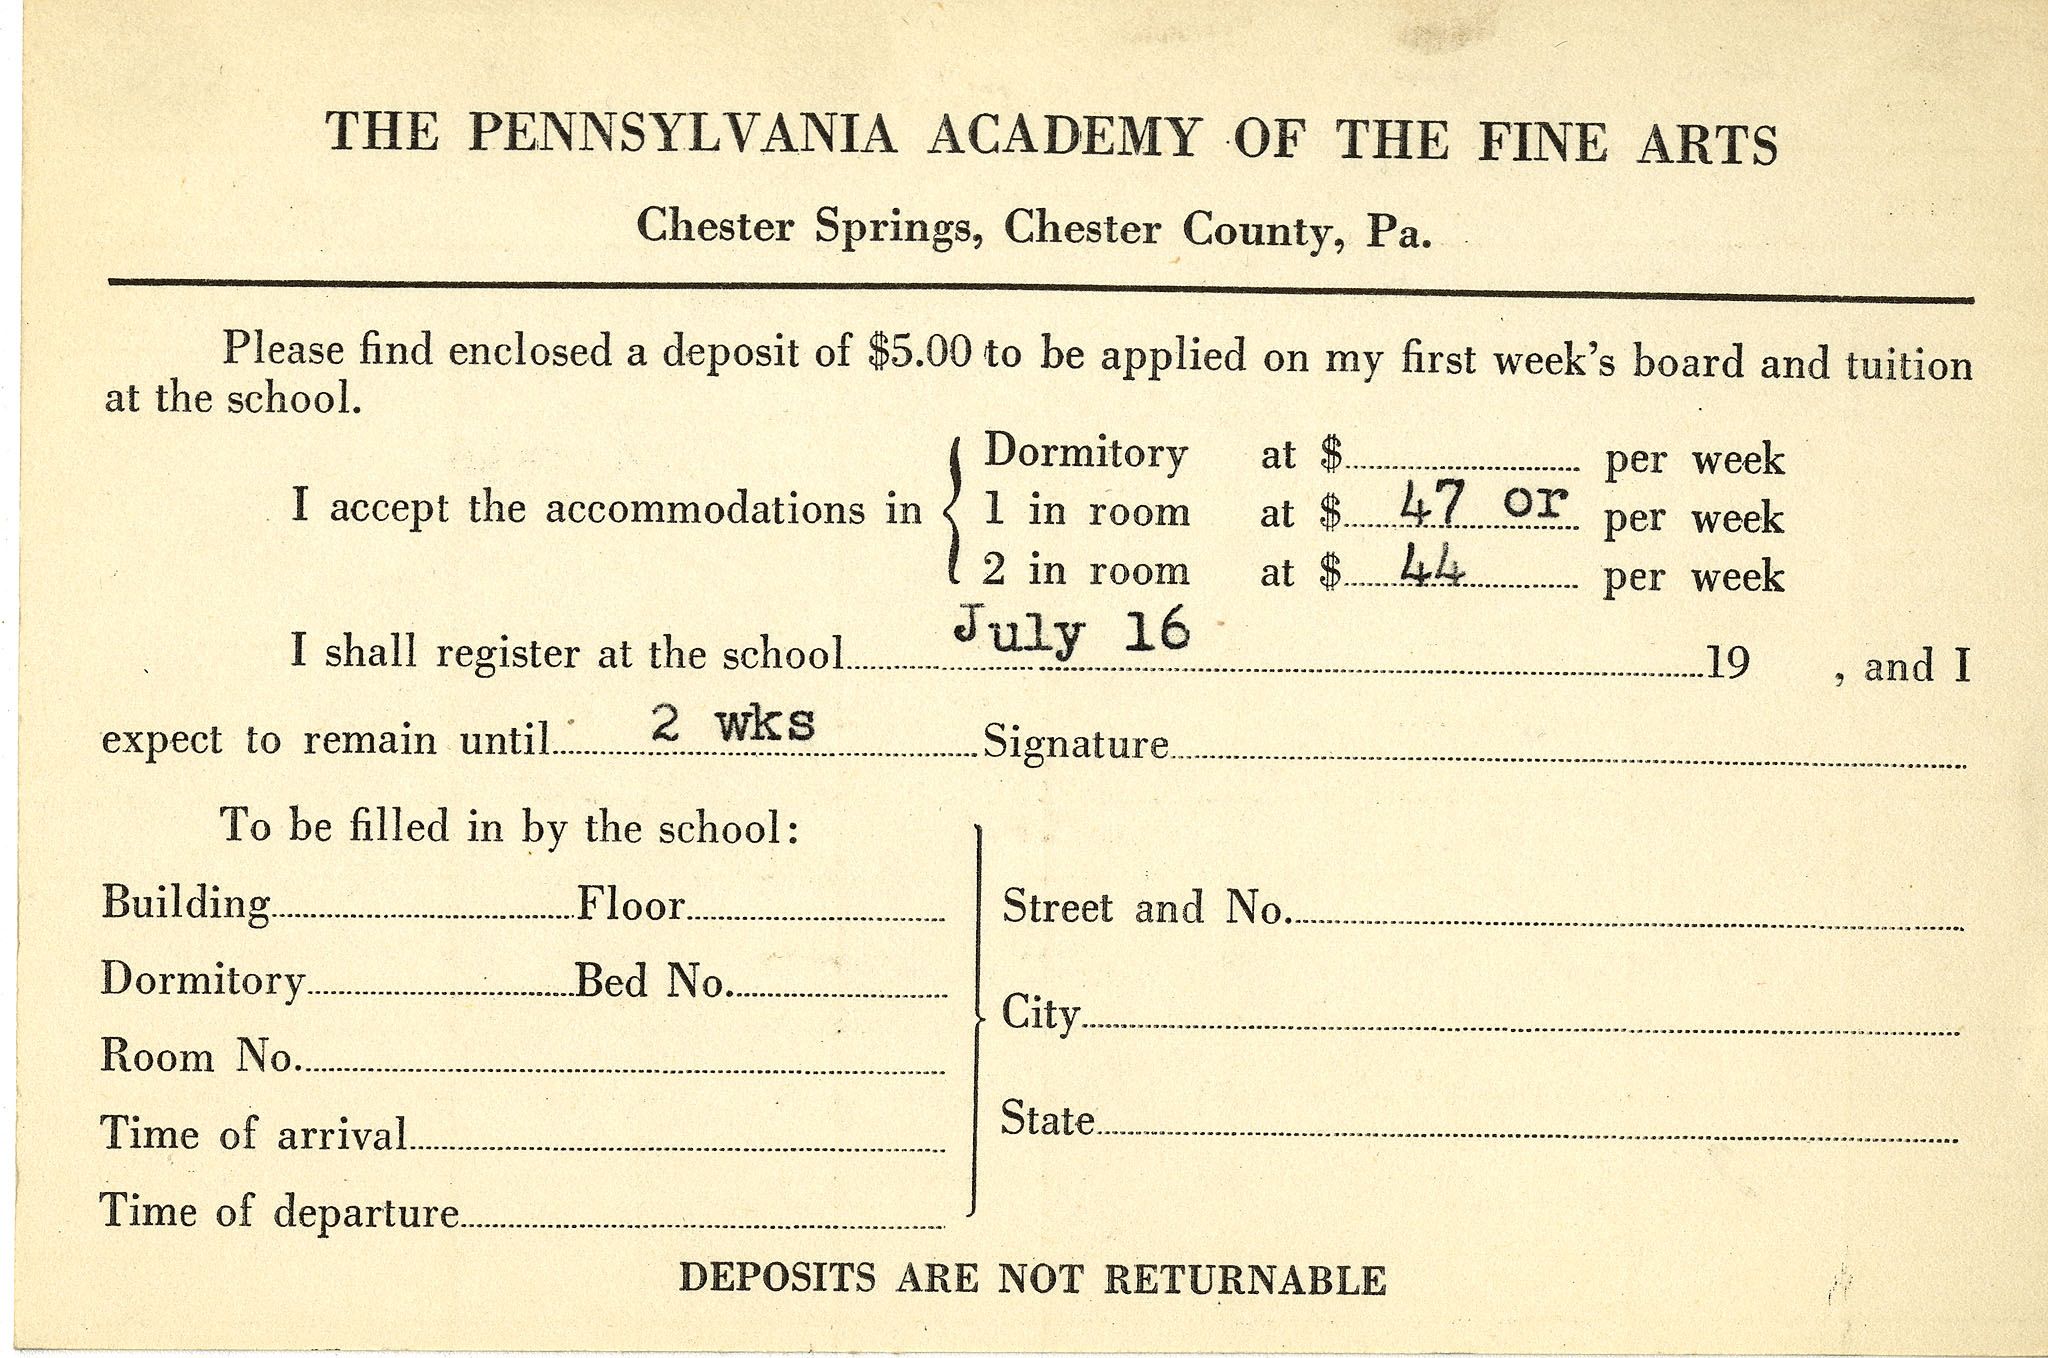 THE PENNSYLVANIA ACADEMY OF THE FINE ARTS
Chester Springs, Chester County, Pa.
Please find enclosed a deposit of $5.00 to be applied on my first week's board and tuition
at the school.
Dormitory at $ per week
I accept the accommodations in 1 in room at $ 47 or per week
2 in room at $ 44 per week
I shall register at the school July 16 19 , and I
expect to remain until 2 wks Signature
To be filled in by the school:
Building Floor Street and No.
Dormitory Bed No.
City
Room No.
State
Time of arrival
Time of departure
DEPOSITS ARE NOT RETURNABLE